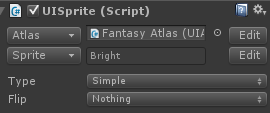 UISprite (Script)
Atlas Fantasy Atlas (UIA Edit
Sprite Bright Edit
Type Simple
Flip Nothing